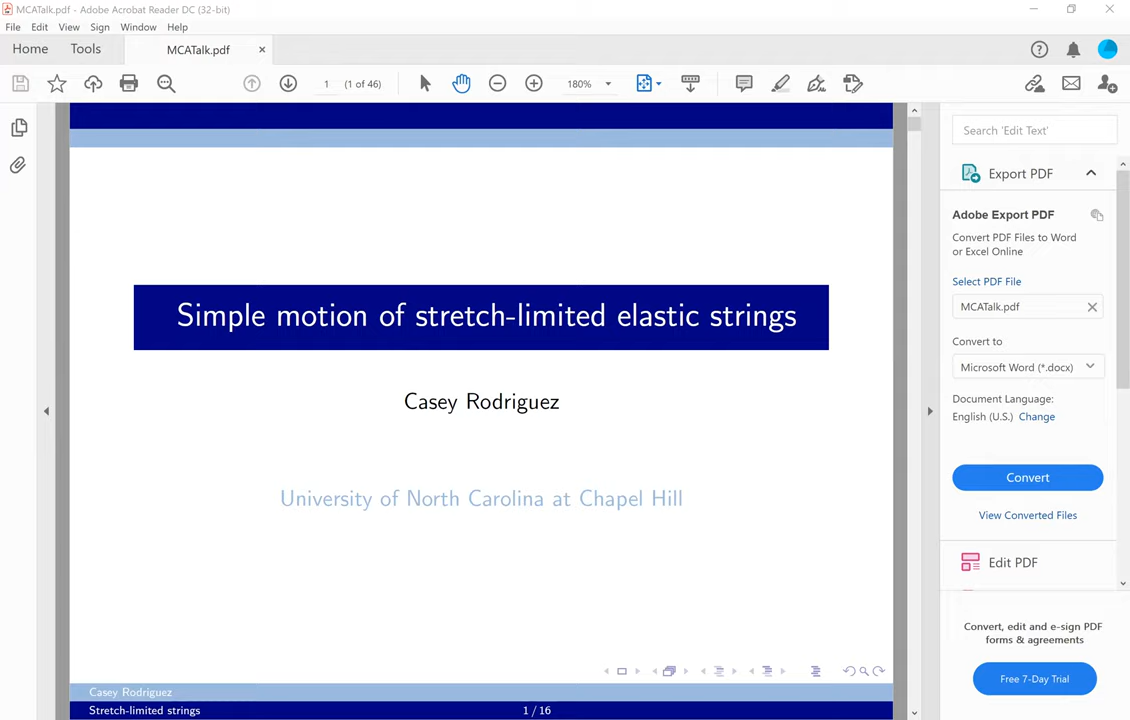 MCATalk.pdf - Adobe Acrobat Reader DC (32-bit)
File Edit View Sign Window Help
Home Tools MCATalk.pdf ×
1 (1 of 46) 180%
Search 'Edit Text'
Export PDF
Adobe Export PDF
Convert PDF Files to Word
or Excel Online
Select PDF File
MCATalk.pdf
Convert to
Microsoft Word (*.docx)
Document Language:
English (U.S.) Change
Convert
View Converted Files
Edit PDF
Convert, edit and e-sign PDF
forms & agreements
Free 7-Day Trial
Simple motion of stretch-limited elastic strings
Casey Rodriguez
University of North Carolina at Chapel Hill
Casey Rodriguez
Stretch-limited strings 1 / 16